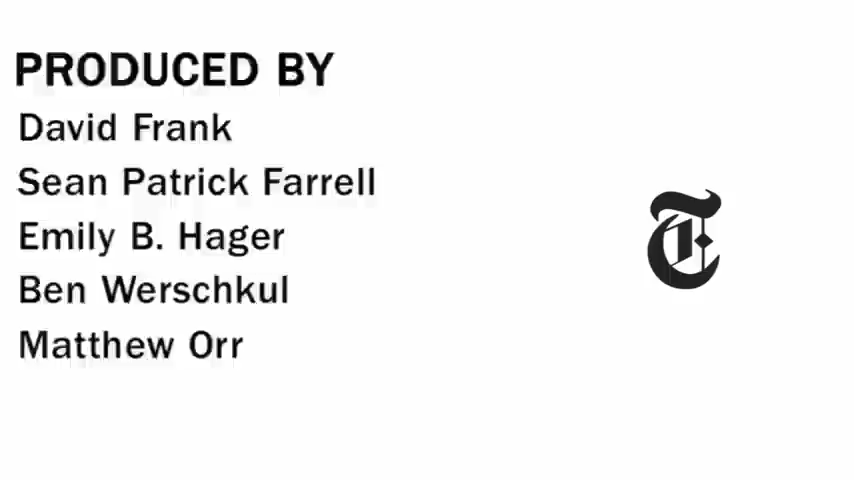 PRODUCED BY
David Frank
Sean Patrick Farrell
Emily B. Hager
Ben Werschkul
Matthew Orr
T